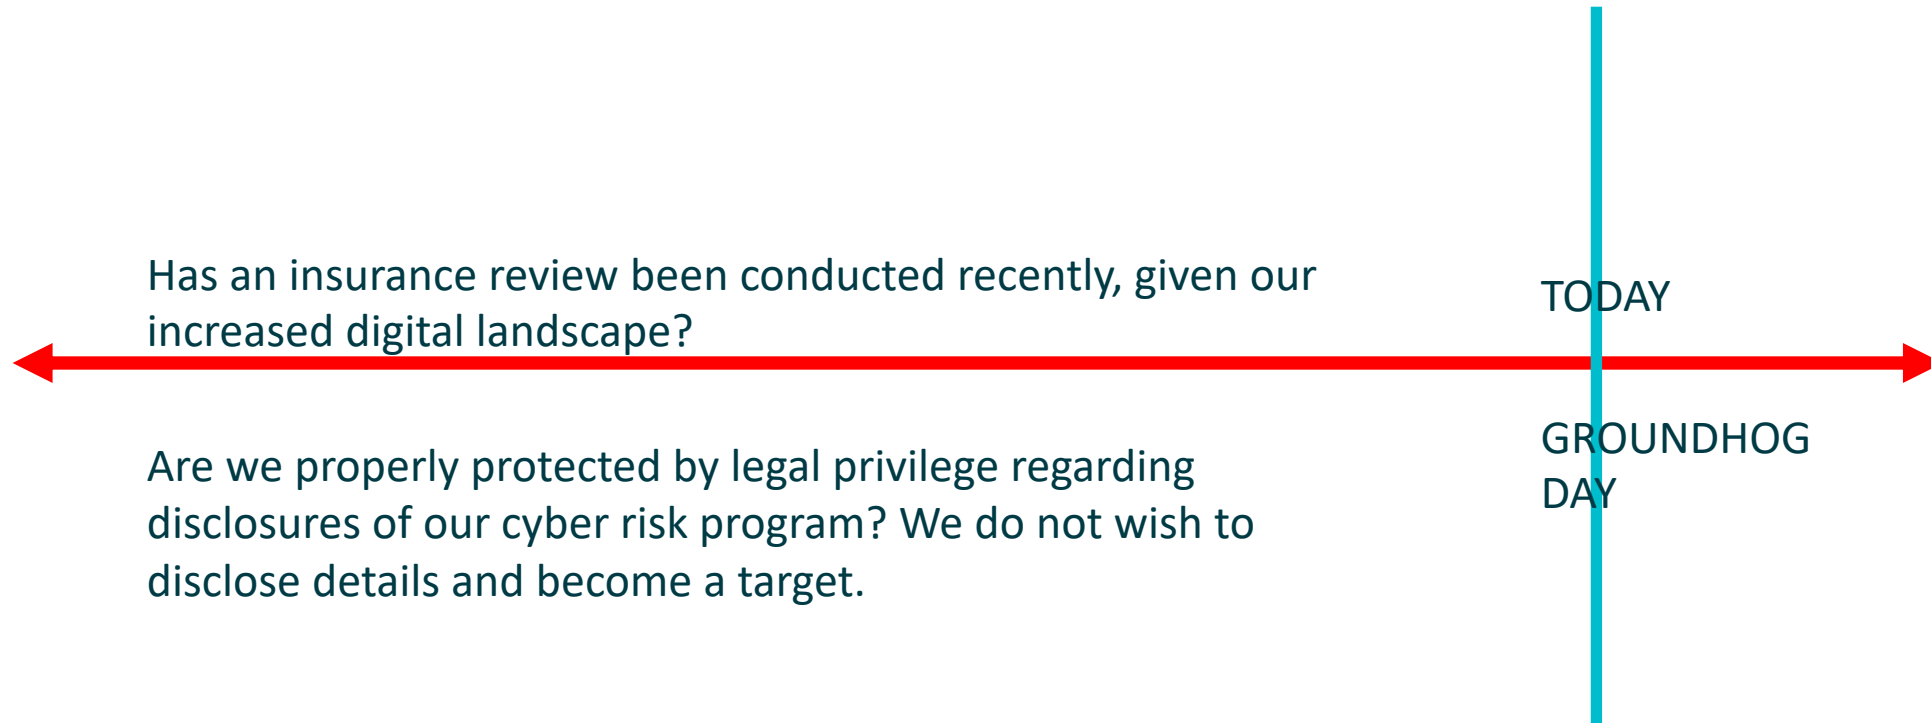 Has an insurance review been conducted recently, given our
increased digital landscape?
TODAY
Are we properly protected by legal privilege regarding
disclosures of our cyber risk program? We do not wish to
disclose details and become a target.
GROUNDHOG
DAY